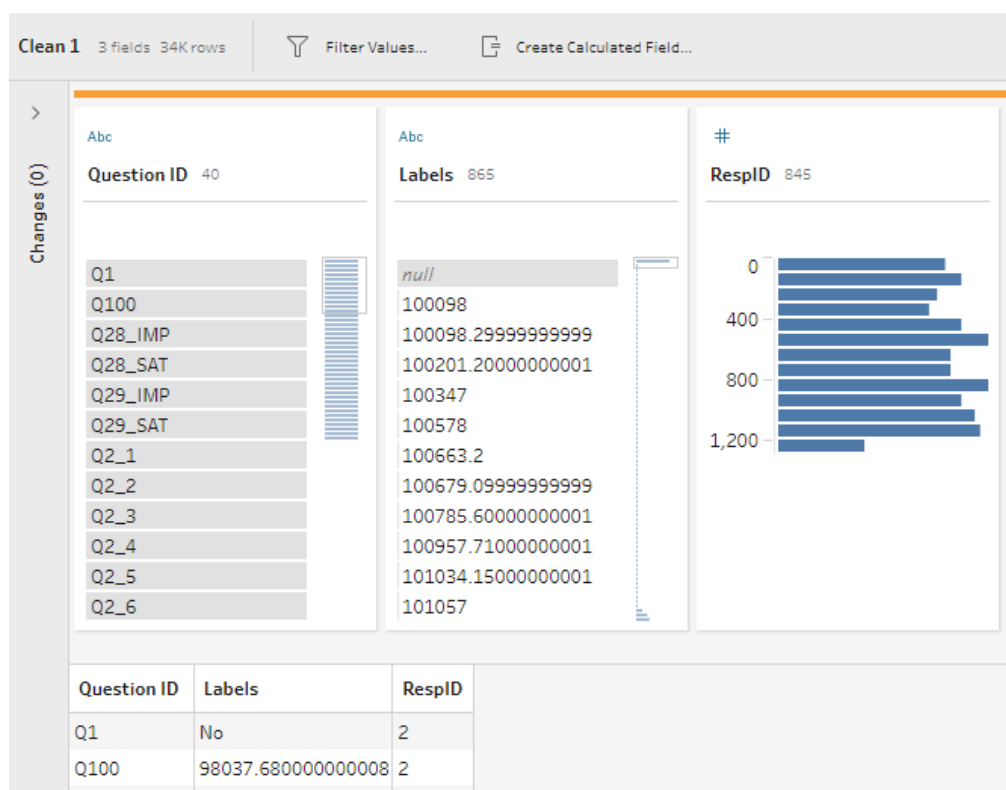 Clean 1 3 fields 34K rows Filter Values... Create Calculated Field...
Changes (0)
Abc Abc #
Question ID 40 Labels 865 RespID 845
Q1 null 0
Q100 100098
Q28_IMP 100098.29999999999 400
Q28_SAT 100201.20000000001
Q29_IMP 100347 800
Q29_SAT 100578
Q2_1 100663.2 1,200
Q2_2 100679.09999999999
Q2_3 100785.60000000001
Q2_4 100957.71000000001
Q2_5 101034.15000000001
Q2_6 101057
Question ID Labels RespID
Q1 No 2
Q100 98037.680000000008 2